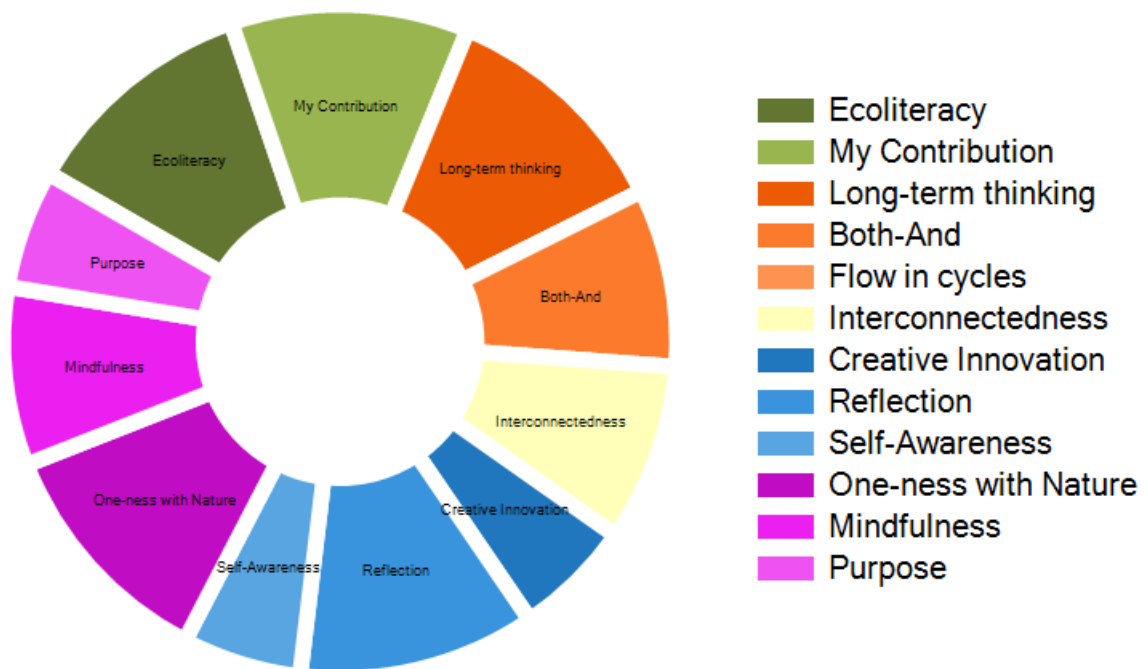 My Contribution
Ecoliteracy
Long-term thinking
Purpose
Both-And
Mindfulness
Interconnectedness
One-ness with Nature
Creative Innovation
Self-Awareness
Reflection
Ecoliteracy
My Contribution
Long-term thinking
Both-And
Flow in cycles
Interconnectedness
Creative Innovation
Reflection
Self-Awareness
One-ness with Nature
Mindfulness
Purpose